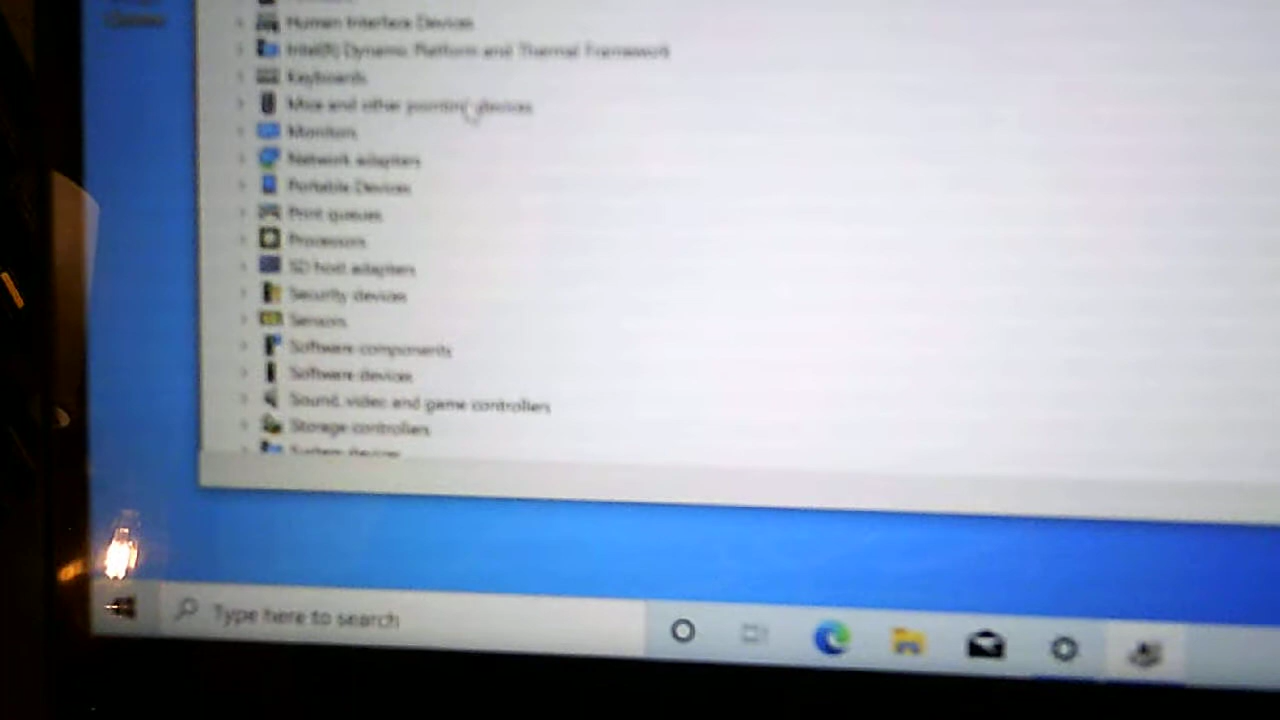 Human Interface Devices
Intel(R) Dynamic Platform and Thermal Framework
Keyboards
Mice and other pointing devices
Monitors
Network adapters
Portable Devices
Print queues
Processors
SD host adapters
Security devices
Sensors
Software components
Software devices
Sound, video and game controllers
Storage controllers
System devices
Type here to search